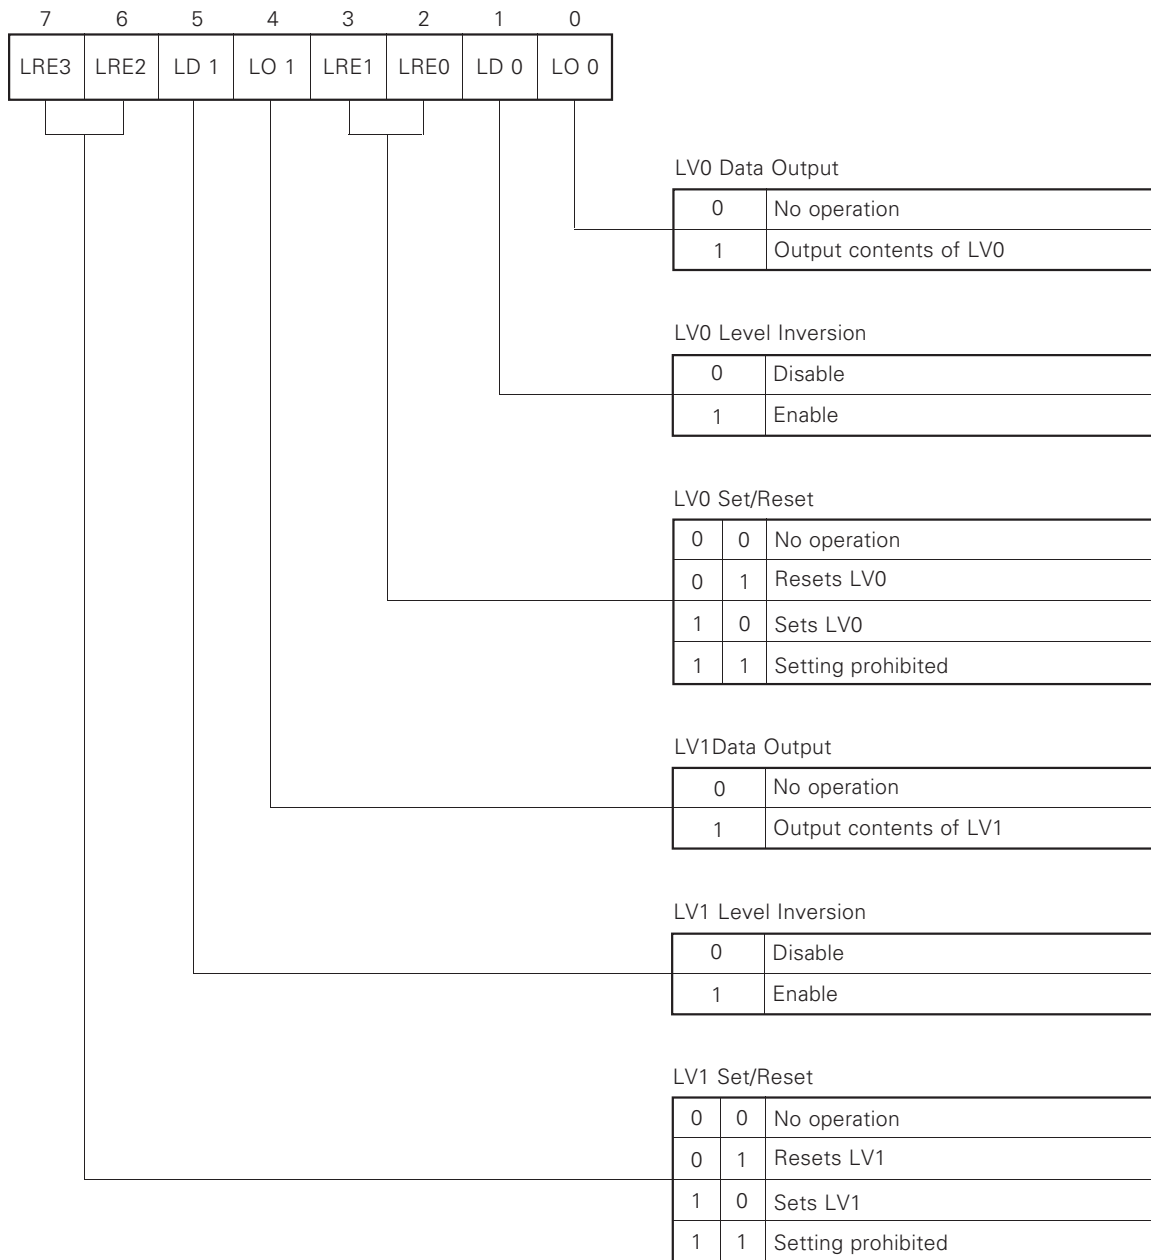 7 6 5 4 3 2 1 0
LRE3 LRE2 LD 1 LO 1 LRE1 LRE0 LD 0 LO 0
LV0 Data Output
0 No operation
1 Output contents of LV0
LV0 Level Inversion
0 Disable
1 Enable
LV0 Set/Reset
0 0 No operation
0 1 Resets LV0
1 0 Sets LV0
1 1 Setting prohibited
LV1Data Output
0 No operation
1 Output contents of LV1
LV1 Level Inversion
0 Disable
1 Enable
LV1 Set/Reset
0 0 No operation
0 1 Resets LV1
1 0 Sets LV1
1 1 Setting prohibited